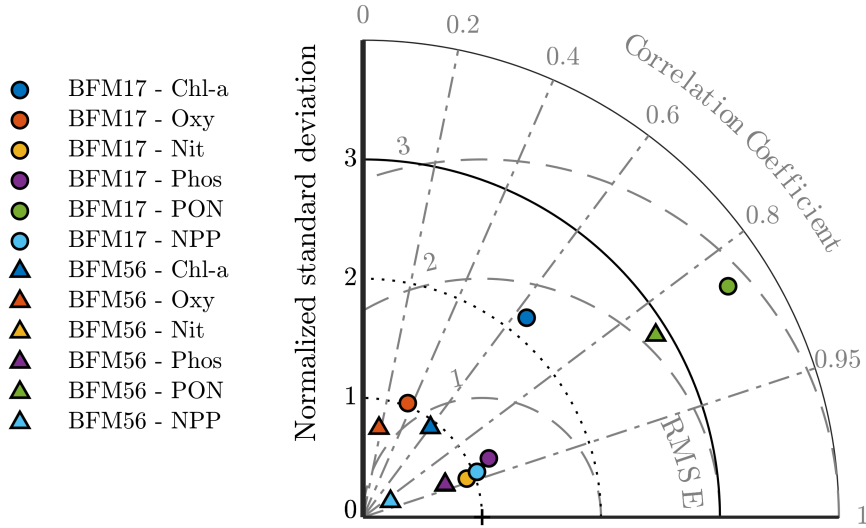 BFM17 - Chl-a
BFM17 - Oxy
BFM17 - Nit
BFM17 - Phos
BFM17 - PON
BFM17 - NPP
BFM56 - Chl-a
BFM56 - Oxy
BFM56 - Nit
BFM56 - Phos
BFM56 - PON
BFM56 - NPP
Normalized standard deviation
3
2
1
0
0
0.2
0.4
0.6
0.8
0.95
1
Correlation Coefficient
3
2
1
RMSE